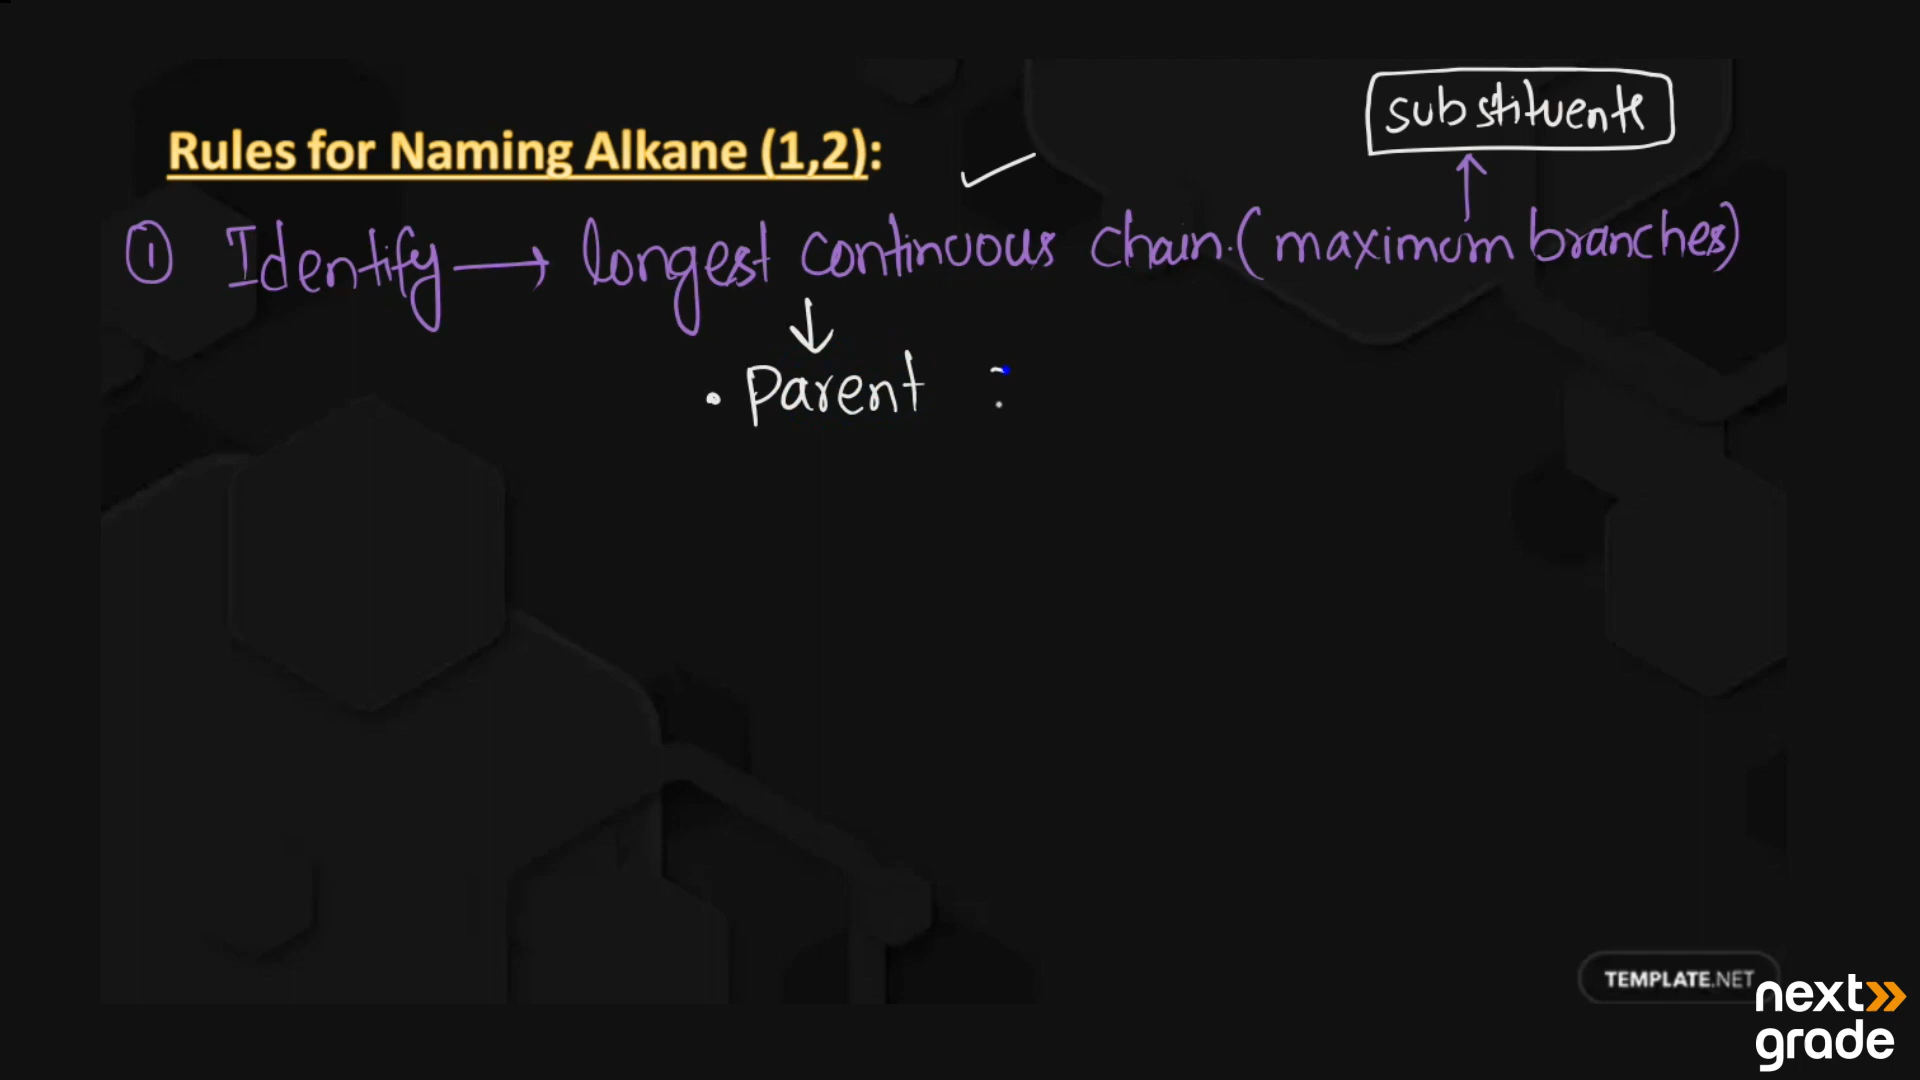 substituents
Rules for Naming Alkane (1,2):
① Identify → longest continuous chain. (maximum branches)
• Parent :
TEMPLATE.NET
next
grade